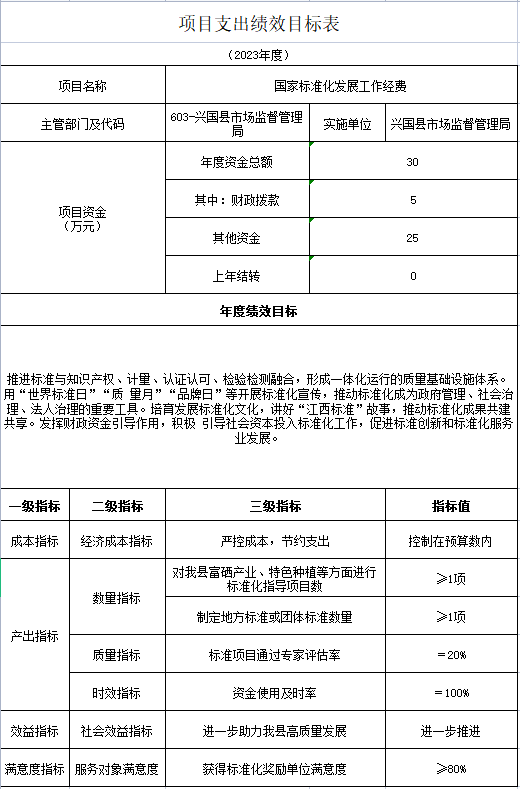 项目支出绩效目标表
（2023年度）
项目名称 国家标准化发展工作经费
主管部门及代码 603-兴国县市场监督管理局 实施单位 兴国县市场监督管理局
项目资金
（万元）
年度资金总额 30
其中：财政拨款 5
其他资金 25
上年结转 0
年度绩效目标
推进标准与知识产权、计量、认证认可、检验检测融合，形成一体化运行的质量基础设施体系。
用“世界标准日”“质 量月”“品牌日”等开展标准化宣传，推动标准化成为政府管理、社会治
理、法人治理的重要工具。培育发展标准化文化，讲好“江西标准”故事，推动标准化成果共建
共享。发挥财政资金引导作用，积极 引导社会资本投入标准化工作，促进标准创新和标准化服务
业发展。
一级指标 二级指标 三级指标 指标值
成本指标 经济成本指标 严控成本，节约支出 控制在预算数内
产出指标 数量指标 对我县富硒产业、特色种植等方面进行
标准化指导项目数 ≥1项
制定地方标准或团体标准数量 ≥1项
质量指标 标准项目通过专家评估率 ＝20%
时效指标 资金使用及时率 ＝100%
效益指标 社会效益指标 进一步助力我县高质量发展 进一步推进
满意度指标 服务对象满意度 获得标准化奖励单位满意度 ≥80%